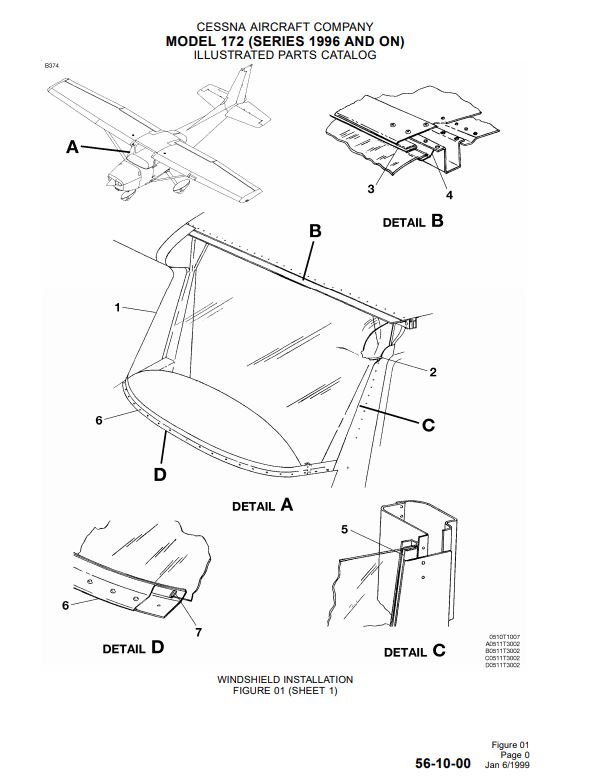 CESSNA AIRCRAFT COMPANY
MODEL 172 (SERIES 1996 AND ON)
ILLUSTRATED PARTS CATALOG
B374
A
3
4
DETAIL B
B
1
2
6
C
D
DETAIL A
5
6
7
DETAIL D
DETAIL C
0510T1007
A0511T3002
B0511T3002
C0511T3002
D0511T3002
WINDSHIELD INSTALLATION
FIGURE 01 (SHEET 1)
Figure 01
Page 0
56-10-00 Jan 6/1999